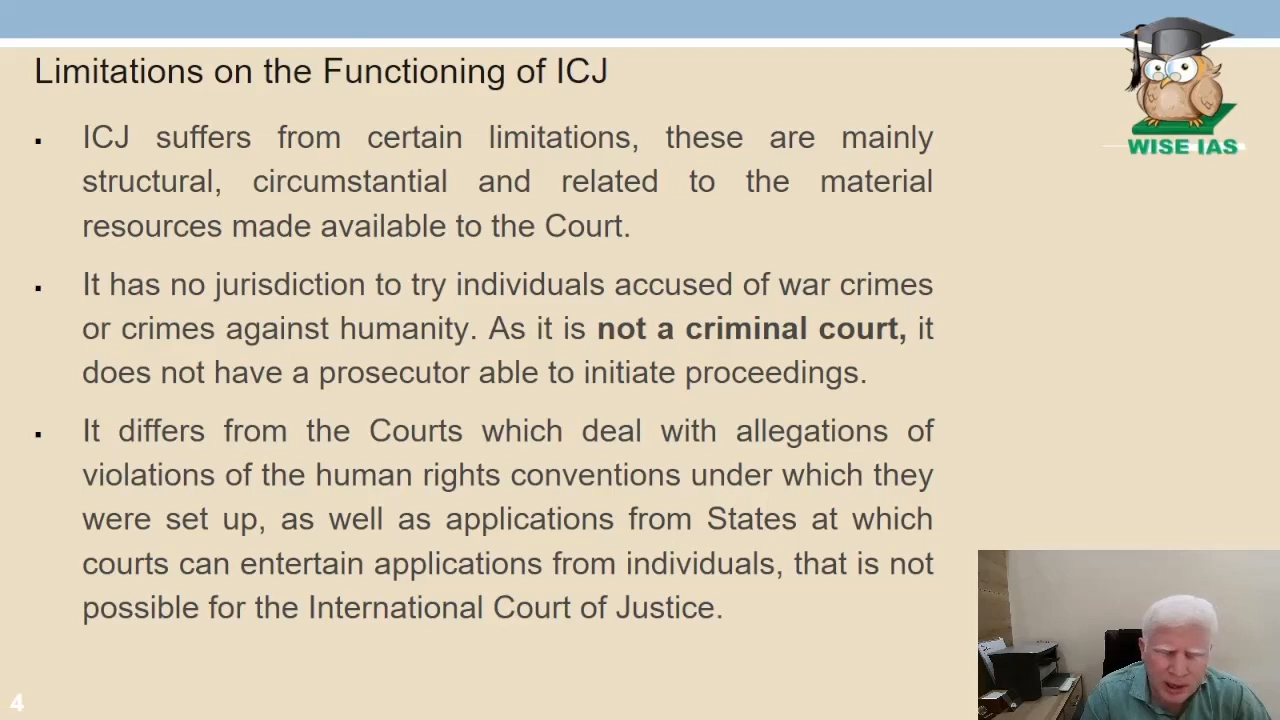 Limitations on the Functioning of ICJ
WISE IAS
▪ ICJ suffers from certain limitations, these are mainly
structural, circumstantial and related to the material
resources made available to the Court.
▪ It has no jurisdiction to try individuals accused of war crimes
or crimes against humanity. As it is not a criminal court, it
does not have a prosecutor able to initiate proceedings.
▪ It differs from the Courts which deal with allegations of
violations of the human rights conventions under which they
were set up, as well as applications from States at which
courts can entertain applications from individuals, that is not
possible for the International Court of Justice.
4